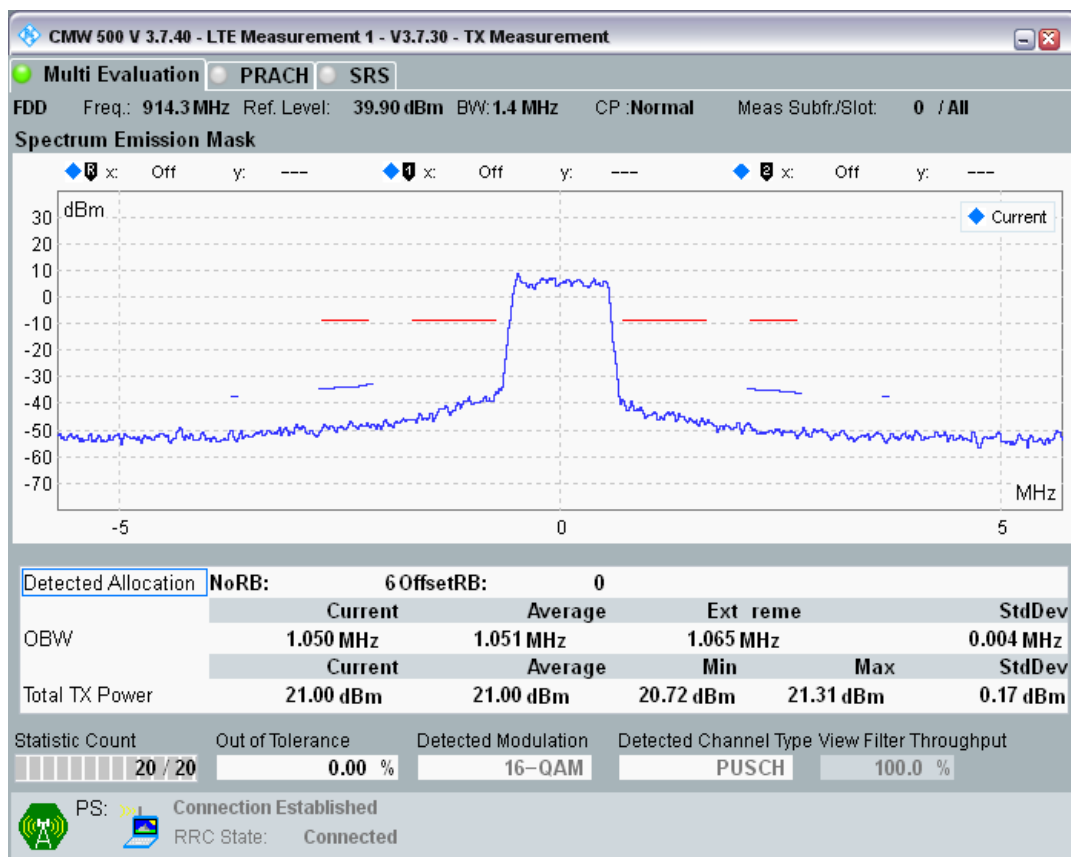 CMW 500 V 3.7.40 - LTE Measurement 1 - V3.7.30 - TX Measurement
Multi Evaluation PRACH SRS
FDD Freq.: 914.3 MHz Ref. Level: 39.90 dBm BW: 1.4 MHz CP :Normal Meas Subfr./Slot: 0 / All
Spectrum Emission Mask
R x: Off y: --- 1 x: Off y: --- 2 x: Off y: ---
dBm
Current
30
20
10
0
-10
-20
-30
-40
-50
-60
-70
MHz
-5 0 5
Detected Allocation NoRB: 6 OffsetRB: 0
Current Average Ext reme StdDev
OBW 1.050 MHz 1.051 MHz 1.065 MHz 0.004 MHz
Current Average Min Max StdDev
Total TX Power 21.00 dBm 21.00 dBm 20.72 dBm 21.31 dBm 0.17 dBm
Statistic Count Out of Tolerance Detected Modulation Detected Channel Type View Filter Throughput
20 / 20 0.00 % 16-QAM PUSCH 100.0 %
PS: Connection Established
RRC State: Connected